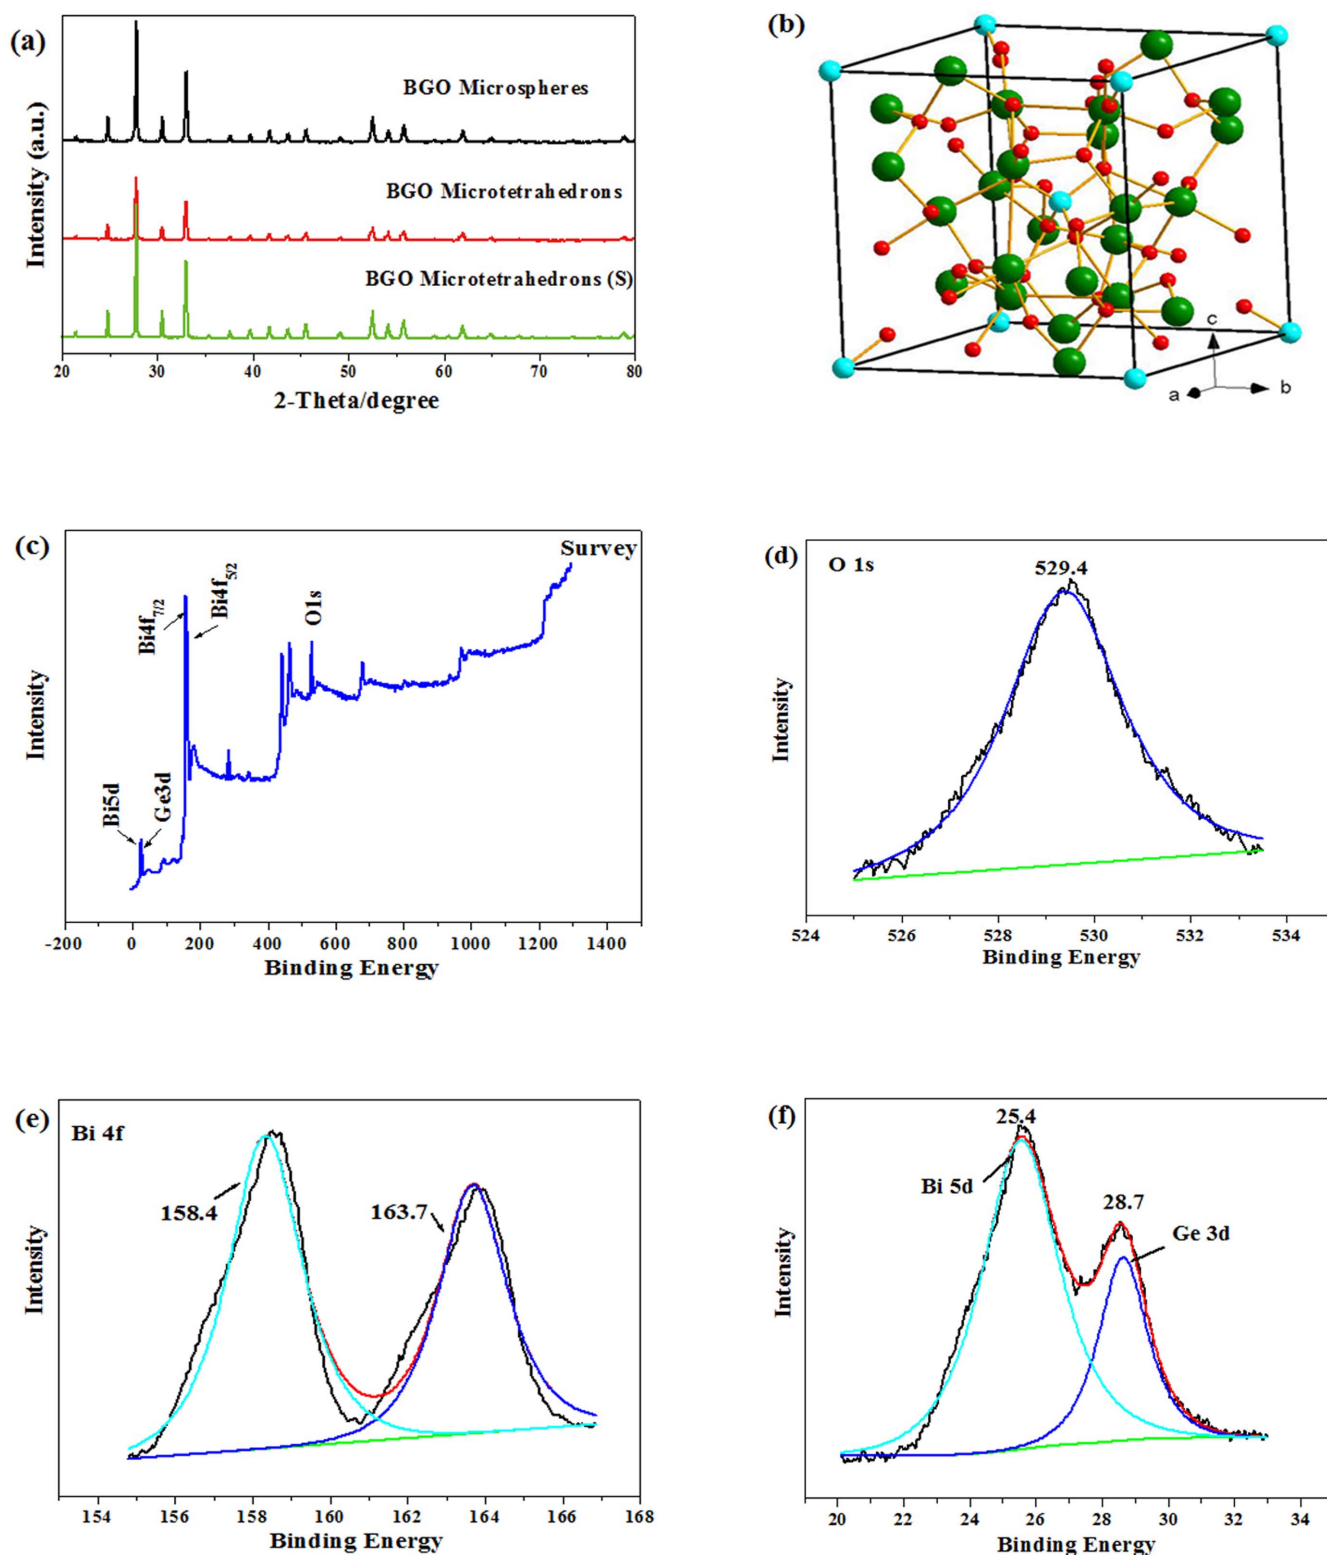 (a)
BGO Microspheres
BGO Microtetrahedrons
BGO Microtetrahedrons (S)
Intensity (a.u.)
20 30 40 50 60 70 80
2-Theta/degree
(b)
c
a
b
(c)
Survey
Bi4f7/2
Bi4f5/2
O1s
Bi5d
Ge3d
Intensity
-200 0 200 400 600 800 1000 1200 1400
Binding Energy
(d)
O 1s
529.4
Intensity
524 526 528 530 532 534
Binding Energy
(e)
Bi 4f
158.4
163.7
Intensity
154 156 158 160 162 164 166 168
Binding Energy
(f)
25.4
Bi 5d
28.7
Ge 3d
Intensity
20 22 24 26 28 30 32 34
Binding Energy